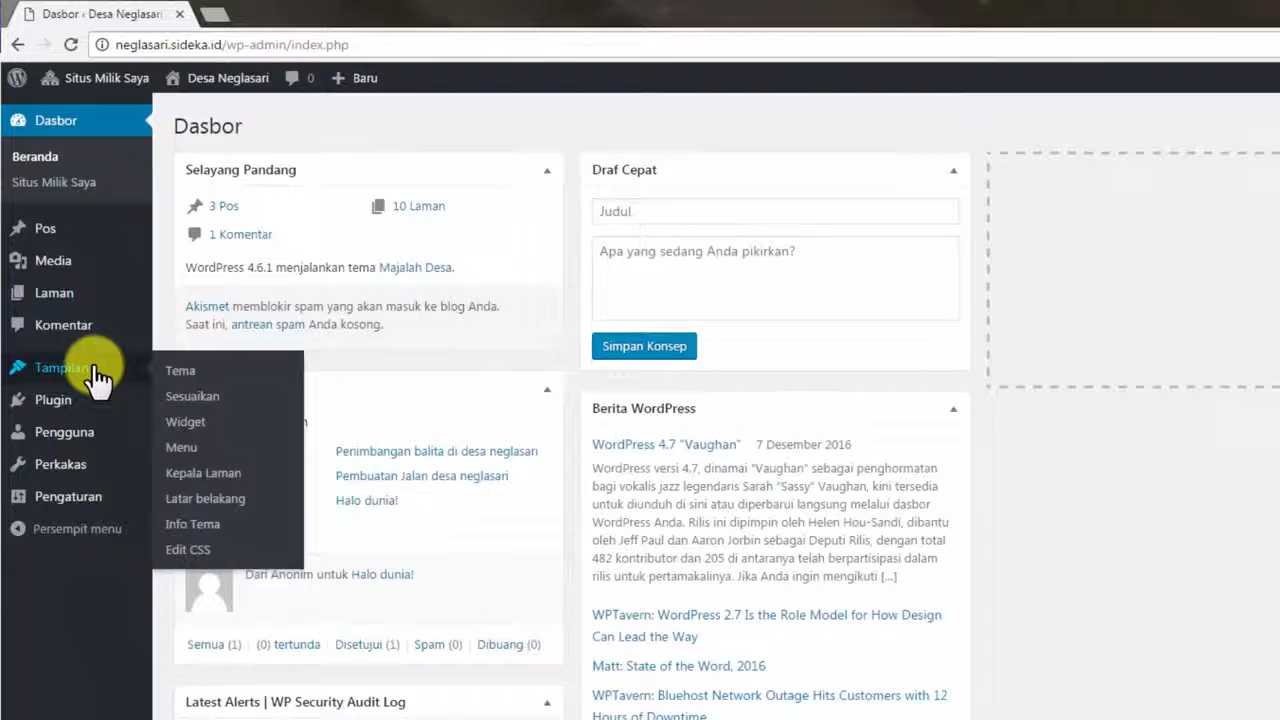 Dasbor ‹ Desa Neglasari
neglasari.sideka.id/wp-admin/index.php
Situs Milik Saya
Desa Neglasari
0
Baru
Dasbor
Beranda
Situs Milik Saya
Pos
Media
Laman
Komentar
Tampilan
Plugin
Pengguna
Perkakas
Pengaturan
Persempit menu
Tema
Sesuaikan
Widget
Menu
Kepala Laman
Latar belakang
Info Tema
Edit CSS
Dasbor
Selayang Pandang
3 Pos
10 Laman
1 Komentar
WordPress 4.6.1 menjalankan tema Majalah Desa.
Akismet memblokir spam yang akan masuk ke blog Anda.
Saat ini, antrean spam Anda kosong.
Penimbangan balita di desa neglasari
Pembuatan Jalan desa neglasari
Halo dunia!
Dari Anonim untuk Halo dunia!
Semua (1) | (0) tertunda | Disetujui (1) | Spam (0) | Dibuang (0)
Latest Alerts | WP Security Audit Log
Draf Cepat
Judul
Apa yang sedang Anda pikirkan?
Simpan Konsep
Berita WordPress
WordPress 4.7 "Vaughan" 7 Desember 2016
WordPress versi 4.7, dinamai "Vaughan" sebagai penghormatan
bagi vokalis jazz legendaris Sarah "Sassy" Vaughan, kini tersedia
untuk diunduh di sini atau diperbarui langsung melalui dasbor
WordPress Anda. Rilis ini dipimpin oleh Helen Hou-Sandí, dibantu
oleh Jeff Paul dan Aaron Jorbin sebagai Deputi Rilis, dengan total
482 kontributor dan 205 di antaranya telah berpartisipasi dalam
rilis untuk pertamakalinya. Jika Anda ingin mengikuti [...]
WPTavern: WordPress 2.7 Is the Role Model for How Design
Can Lead the Way
Matt: State of the Word, 2016
WPTavern: Bluehost Network Outage Hits Customers with 12
Hours of Downtime